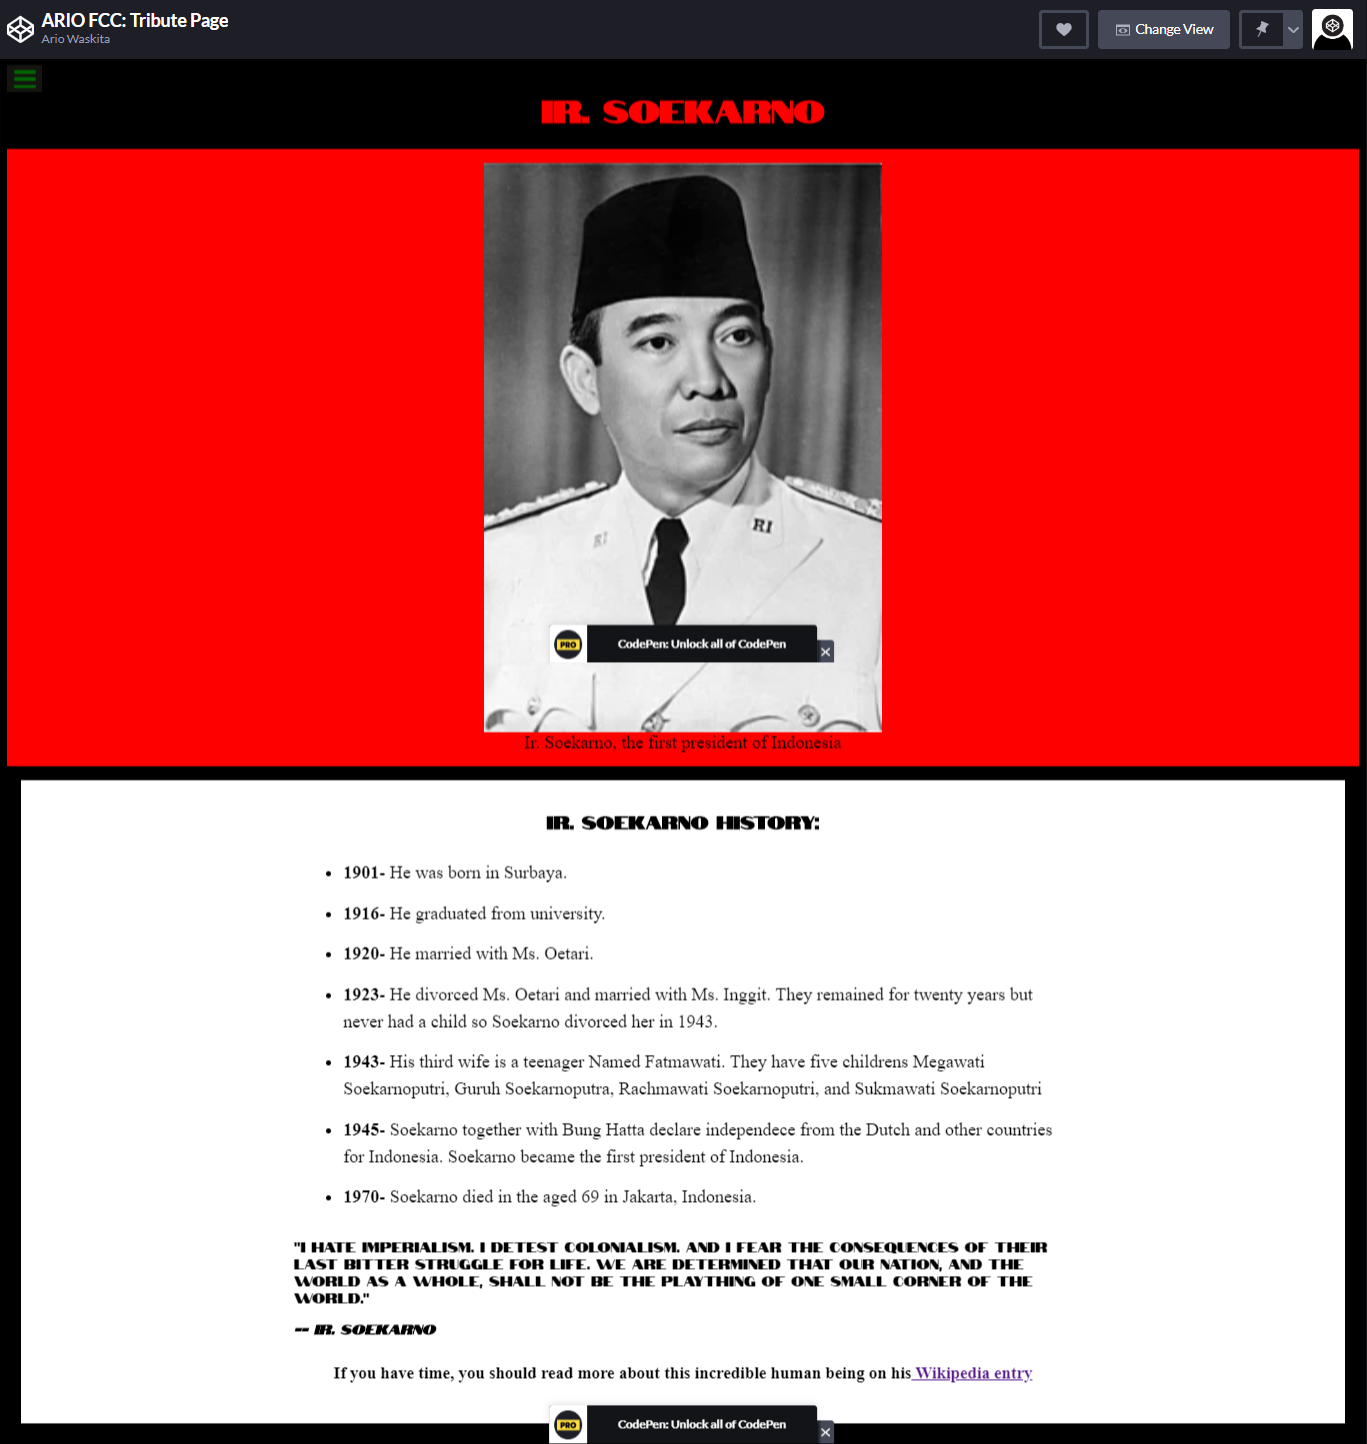 ARIO FCC: Tribute Page
Ario Waskita
Change View
IR. SOEKARNO
RI
RI
PRO
CodePen: Unlock all of CodePen
Ir. Soekarno, the first president of Indonesia
IR. SOEKARNO HISTORY:
1901- He was born in Surbaya.
1916- He graduated from university.
1920- He married with Ms. Oetari.
1923- He divorced Ms. Oetari and married with Ms. Inggit. They remained for twenty years but
never had a child so Soekarno divorced her in 1943.
1943- His third wife is a teenager Named Fatmawati. They have five childrens Megawati
Soekarnoputri, Guruh Soekarnoputra, Rachmawati Soekarnoputri, and Sukmawati Soekarnoputri
1945- Soekarno together with Bung Hatta declare independece from the Dutch and other countries
for Indonesia. Soekarno became the first president of Indonesia.
1970- Soekarno died in the aged 69 in Jakarta, Indonesia.
"I HATE IMPERIALISM. I DETEST COLONIALISM. AND I FEAR THE CONSEQUENCES OF THEIR
LAST BITTER STRUGGLE FOR LIFE. WE ARE DETERMINED THAT OUR NATION, AND THE
WORLD AS A WHOLE, SHALL NOT BE THE PLAYTHING OF ONE SMALL CORNER OF THE
WORLD."
-- IR. SOEKARNO
If you have time, you should read more about this incredible human being on his Wikipedia entry
PRO
CodePen: Unlock all of CodePen